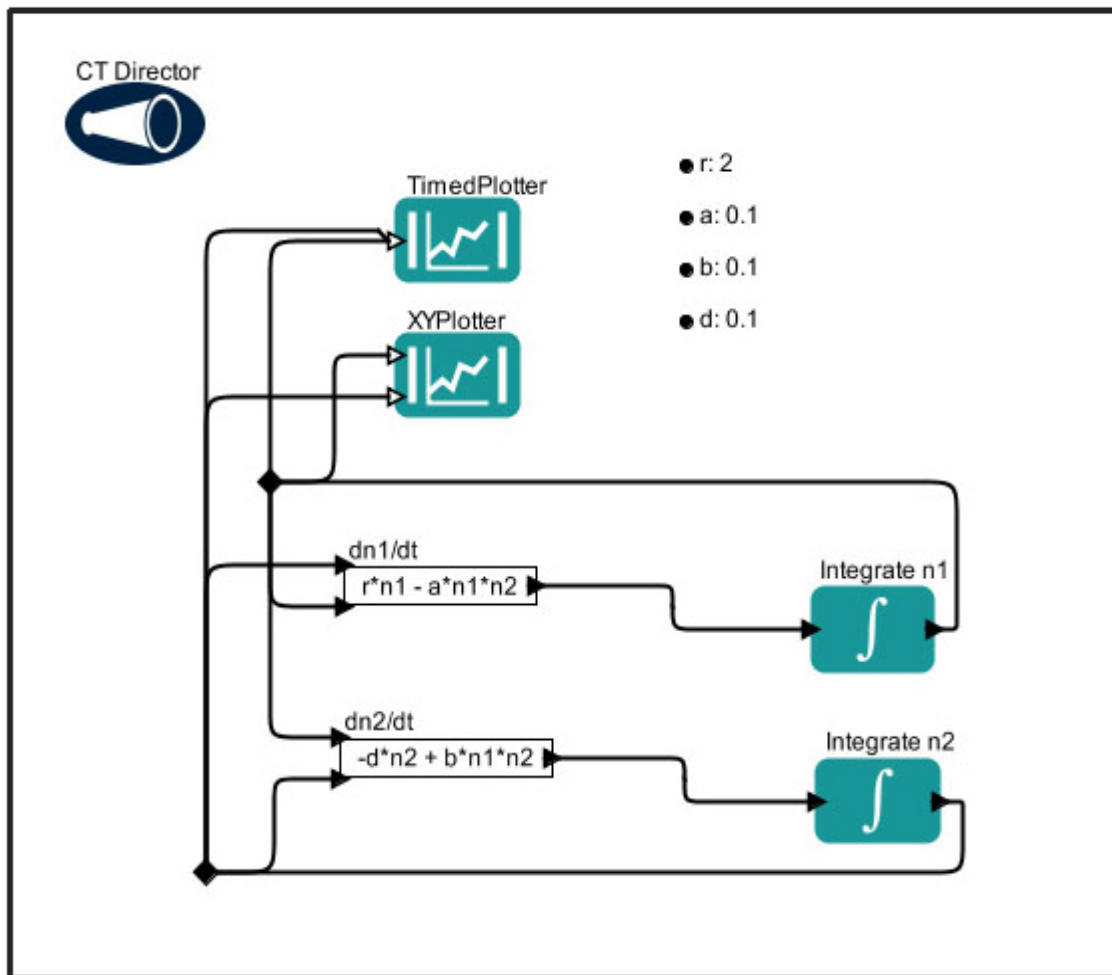 CT Director
TimedPlotter
r: 2
a: 0.1
b: 0.1
d: 0.1
XYPlotter
dn1/dt
r*n1 - a*n1*n2
Integrate n1
∫
dn2/dt
-d*n2 + b*n1*n2
Integrate n2
∫